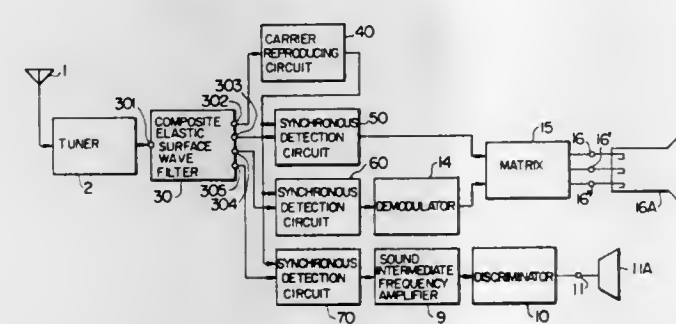 1
TUNER
2
301
COMPOSITE
ELASTIC
SURFACE
WAVE
FILTER
30
302
303
304
305
CARRIER
REPRODUCING
CIRCUIT
40
SYNCHRONOUS
DETECTION
CIRCUIT
50
SYNCHRONOUS
DETECTION
CIRCUIT
60
DEMODULATOR
14
MATRIX
15
16
16'
16"
16A
SYNCHRONOUS
DETECTION
CIRCUIT
70
SOUND
INTERMEDIATE
FREQUENCY
AMPLIFIER
9
DISCRIMINATOR
10
11
11A